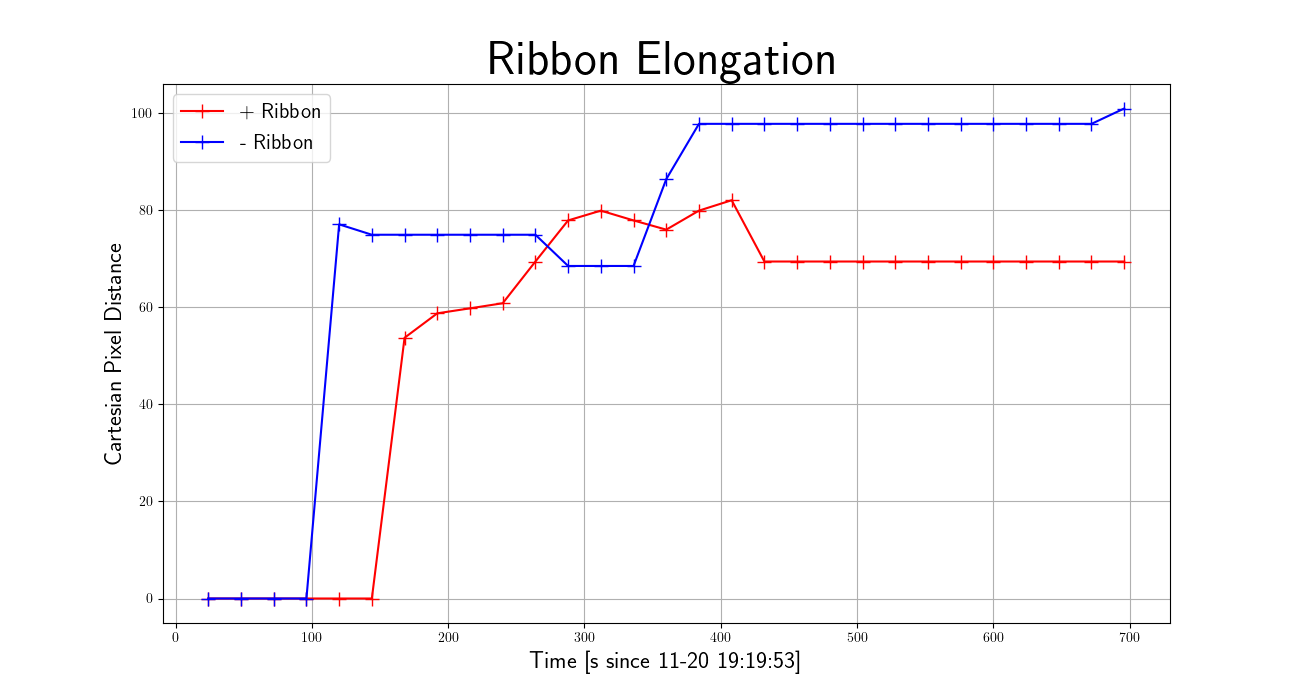 Ribbon Elongation
+ Ribbon
- Ribbon
100
80
60
40
20
0
Cartesian Pixel Distance
0 100 200 300 400 500 600 700
Time [s since 11-20 19:19:53]